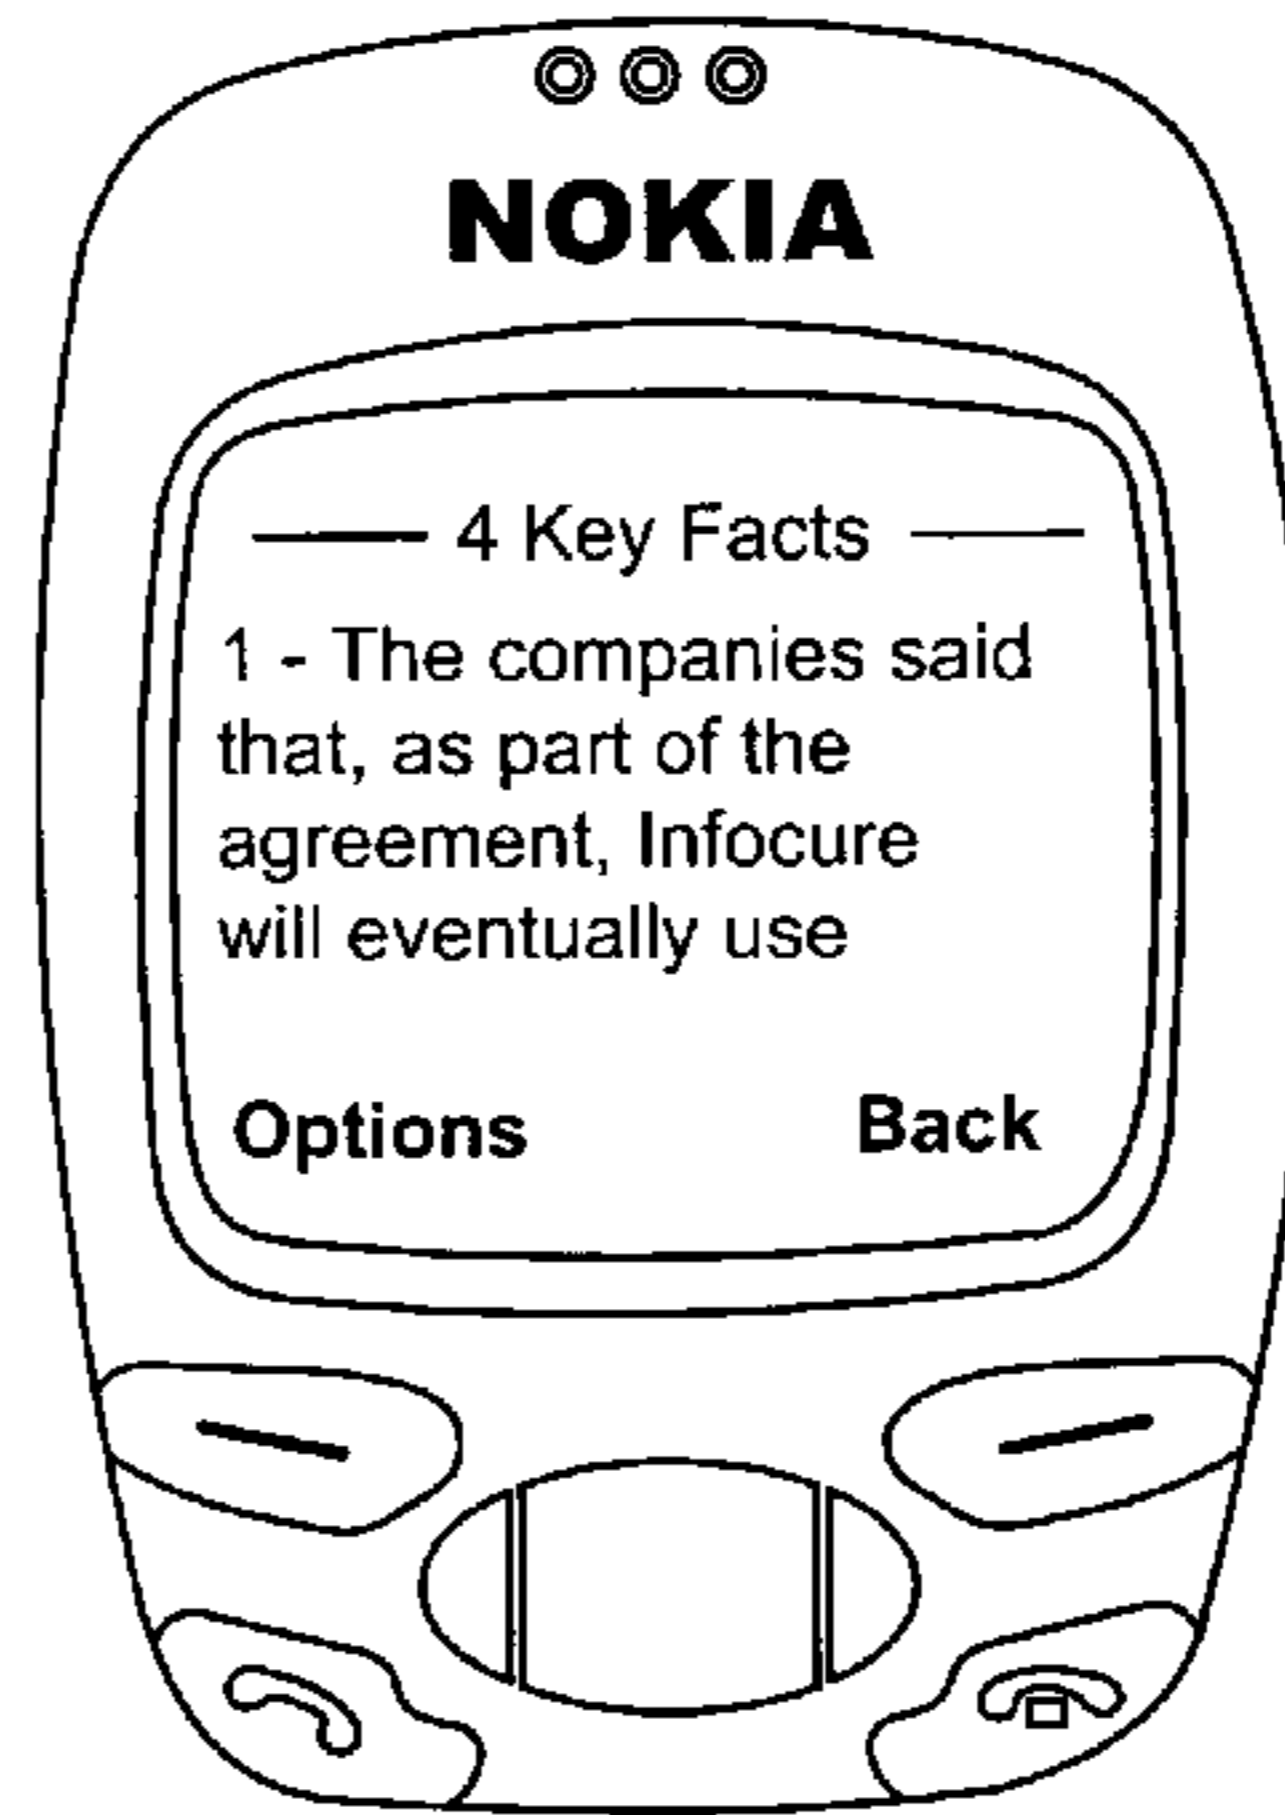 NOKIA
4 Key Facts
1 - The companies said
that, as part of the
agreement, Infocure
will eventually use
Options Back